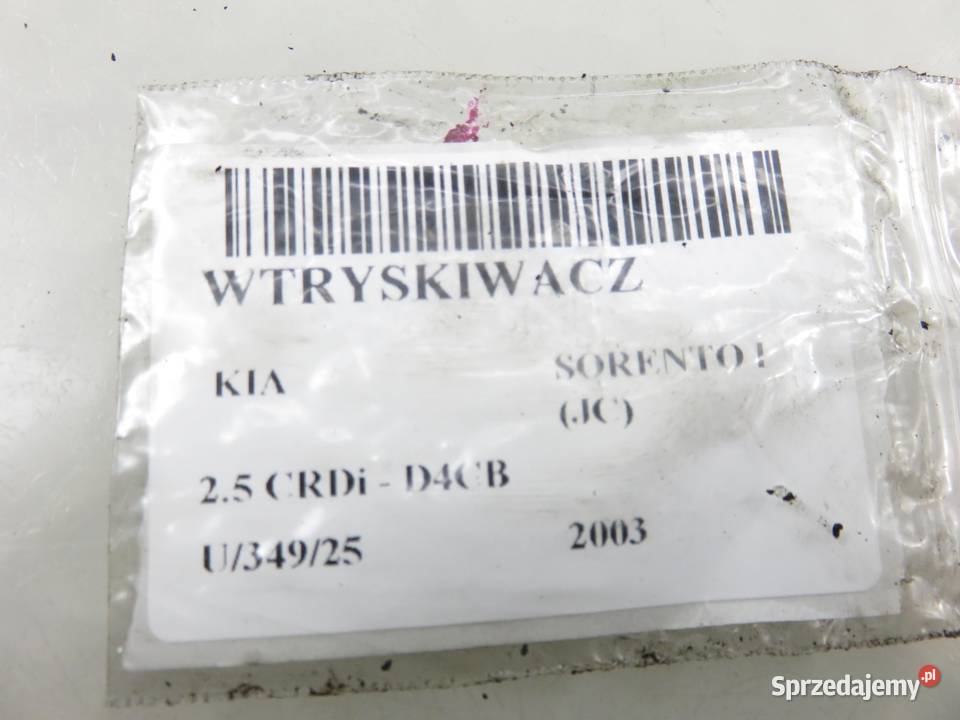 WTRYSKIWACZ
KIA SORENTO I
(JC)
2.5 CRDi - D4CB
U/349/25 2003
Sprzedajemy.pl